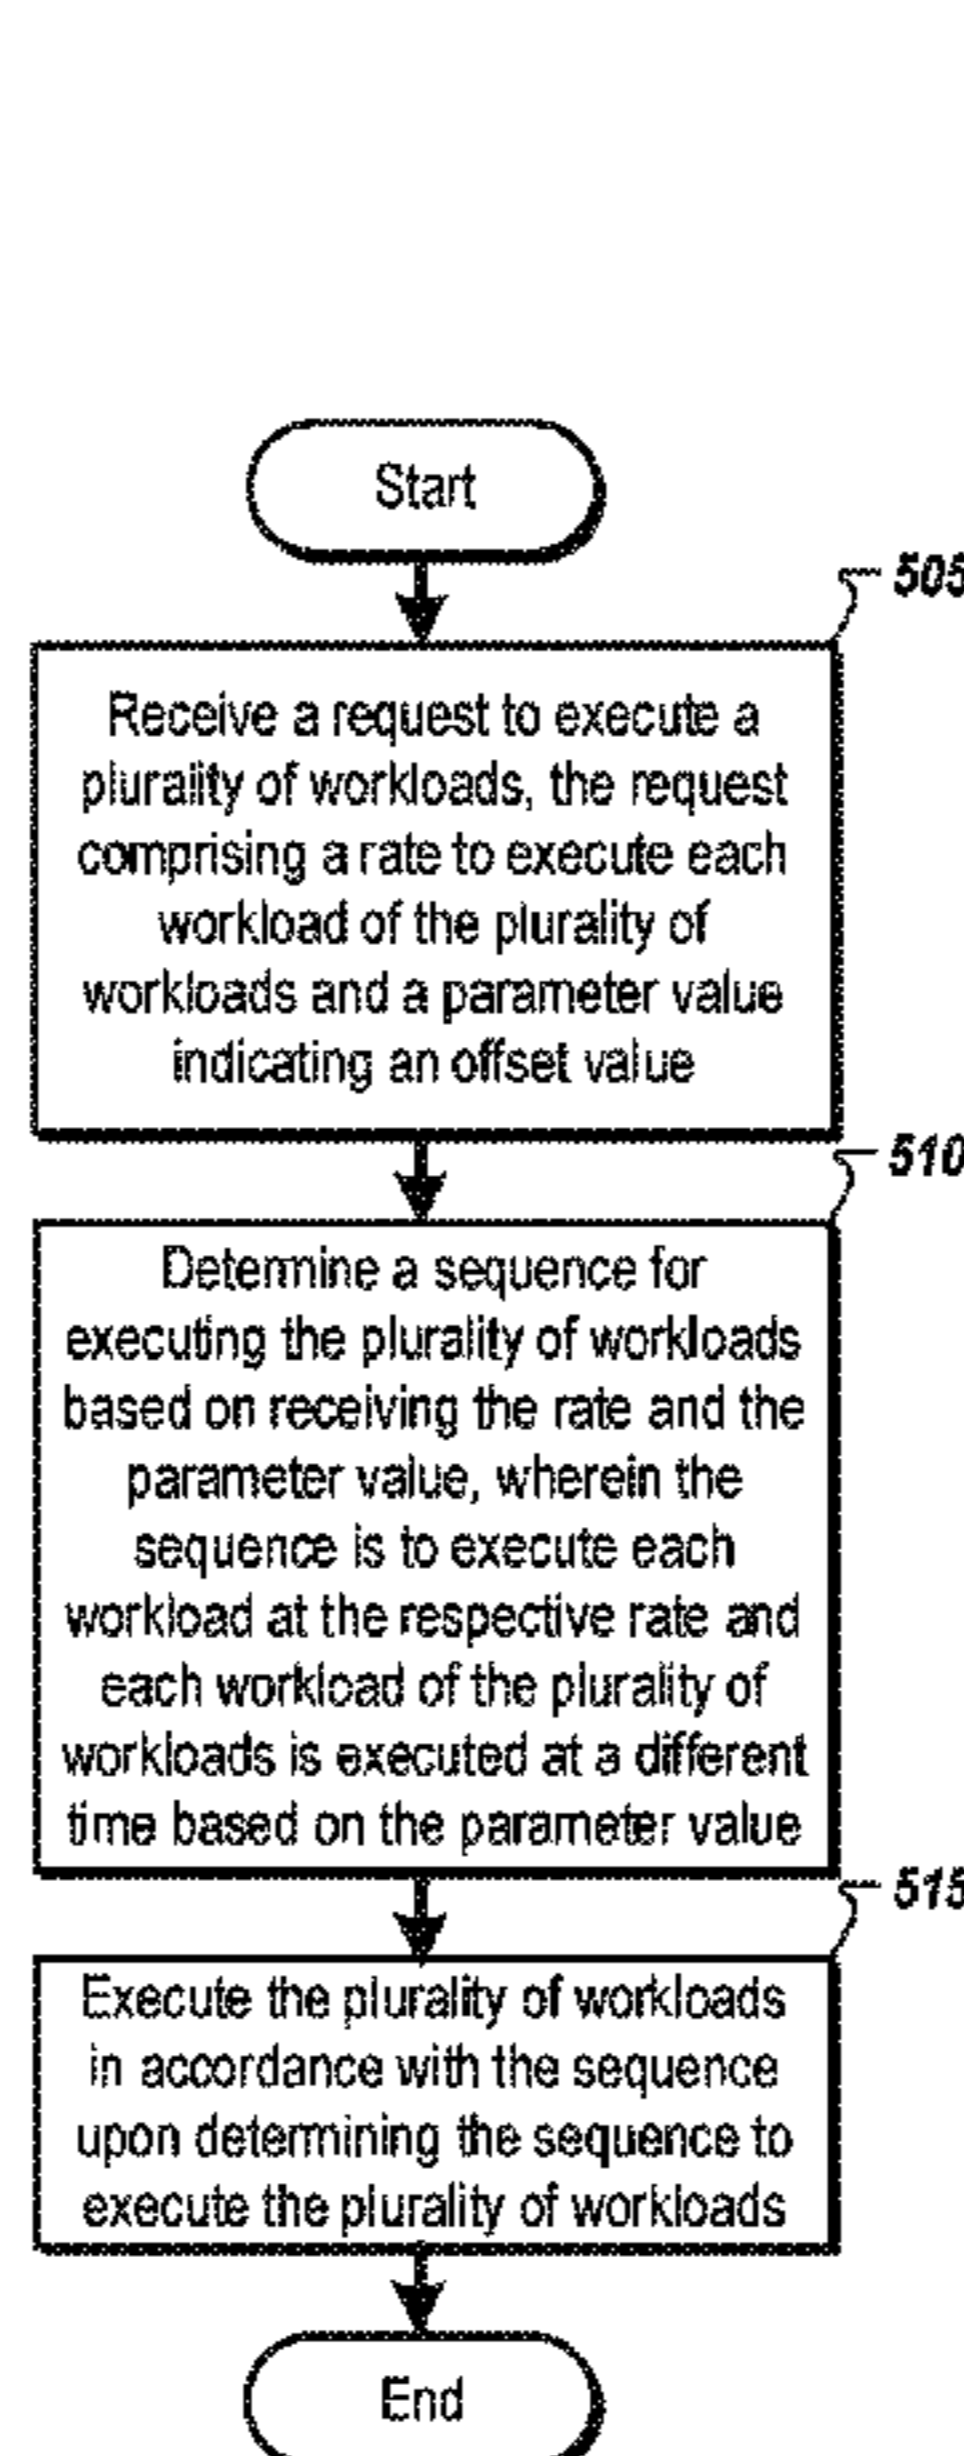 Start
505
Receive a request to execute a
plurality of workloads, the request
comprising a rate to execute each
workload of the plurality of
workloads and a parameter value
indicating an offset value
510
Determine a sequence for
executing the plurality of workloads
based on receiving the rate and the
parameter value, wherein the
sequence is to execute each
workload at the respective rate and
each workload of the plurality of
workloads is executed at a different
time based on the parameter value
515
Execute the plurality of workloads
in accordance with the sequence
upon determining the sequence to
execute the plurality of workloads
End